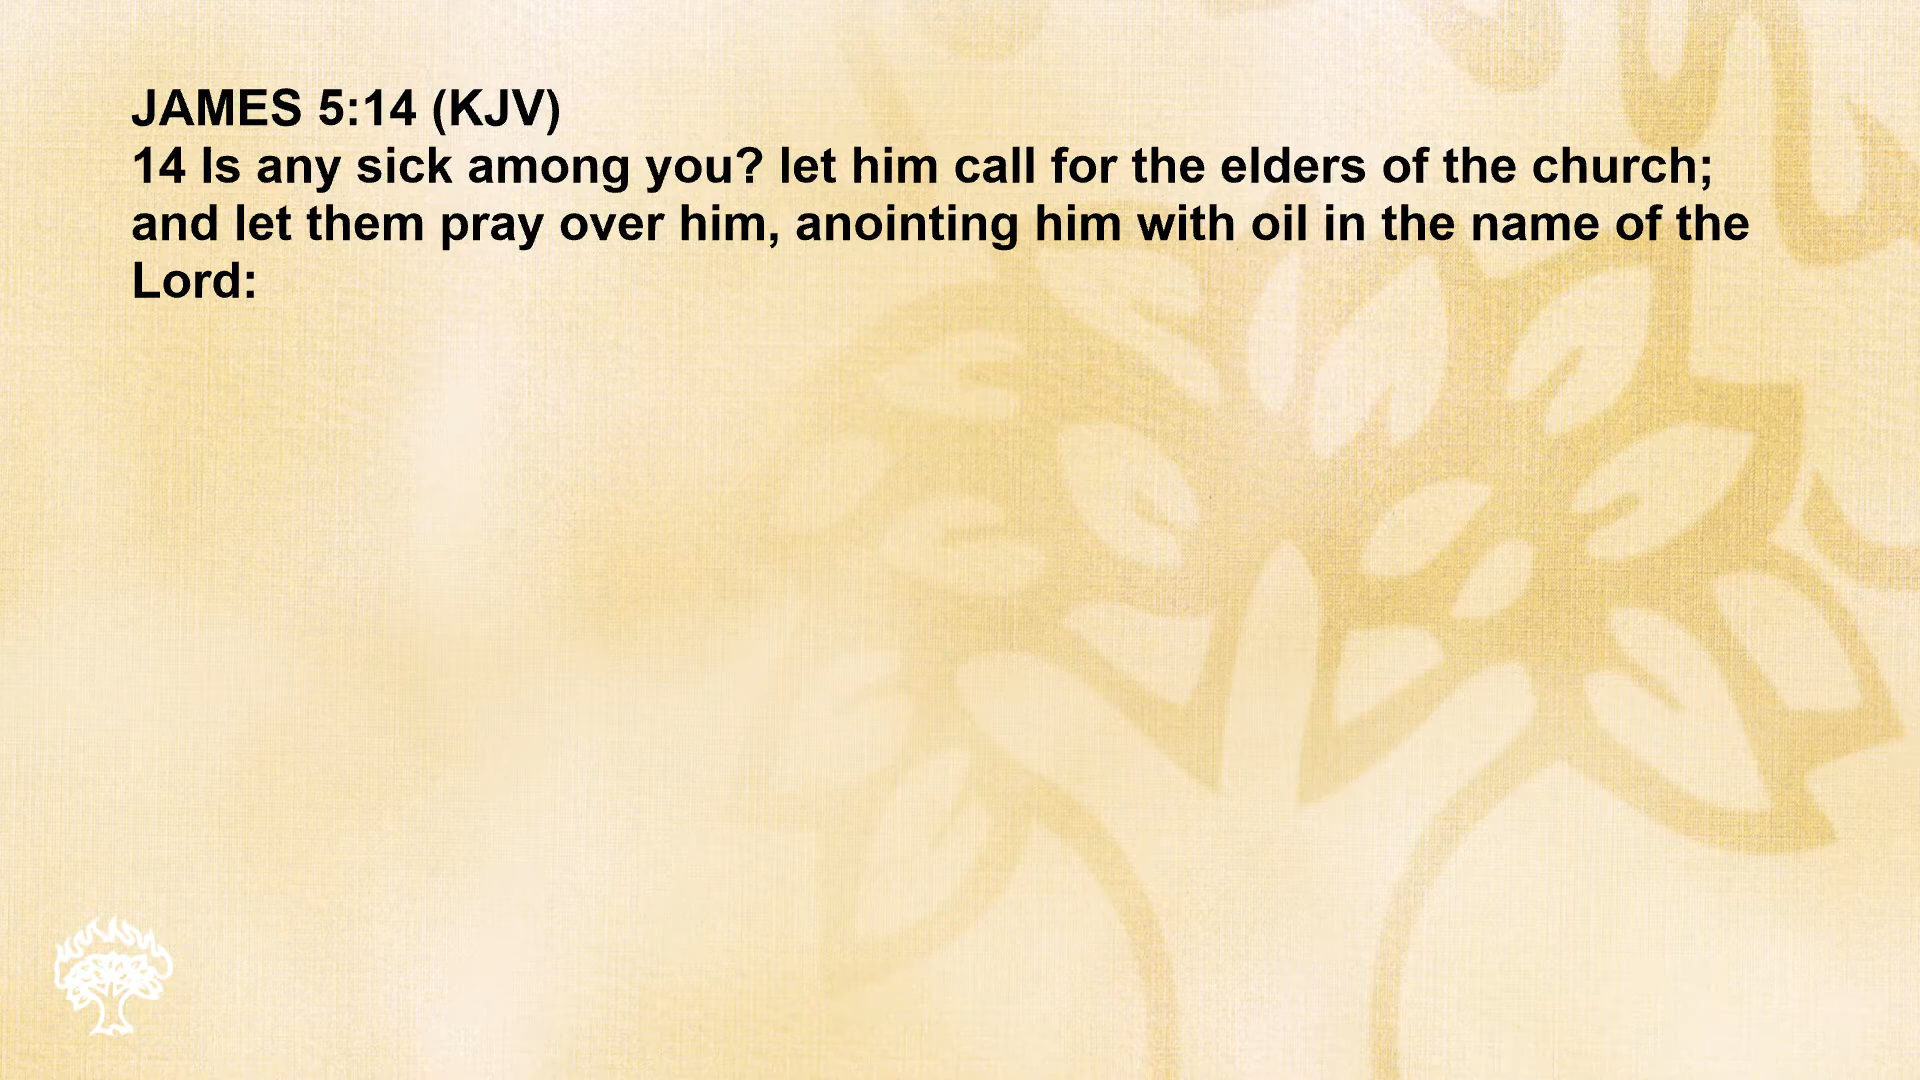 JAMES 5:14 (KJV)
14 Is any sick among you? let him call for the elders of the church;
and let them pray over him, anointing him with oil in the name of the
Lord: